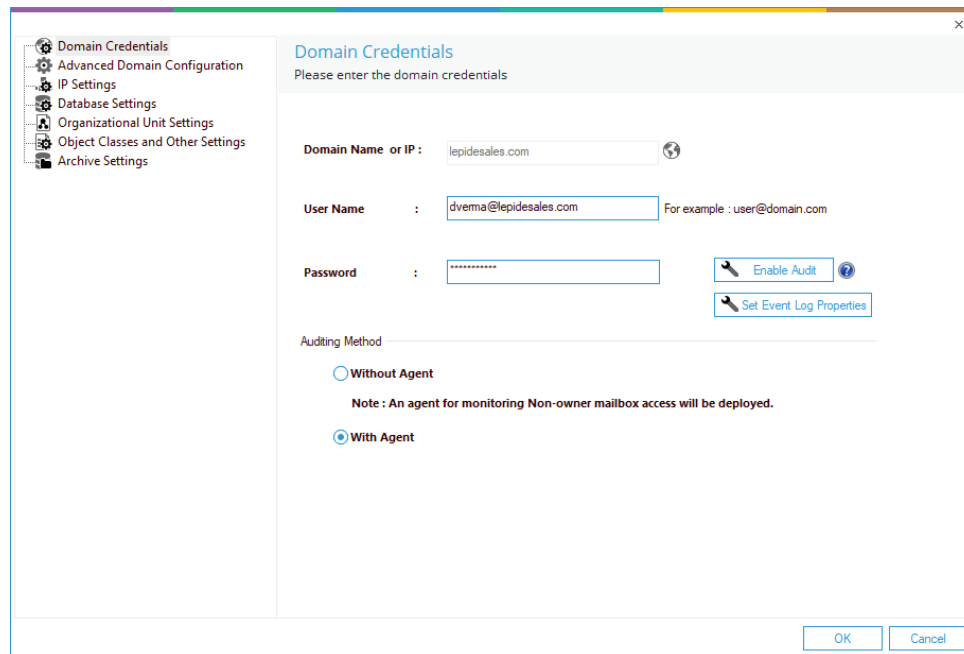 Domain Credentials
Advanced Domain Configuration
IP Settings
Database Settings
Organizational Unit Settings
Object Classes and Other Settings
Archive Settings
Domain Credentials
Please enter the domain credentials
Domain Name or IP : lepidesales.com
User Name : dverma@lepidesales.com For example : user@domain.com
Password : *********** Enable Audit ?
Set Event Log Properties
Auditing Method
Without Agent
Note : An agent for monitoring Non-owner mailbox access will be deployed.
With Agent
OK Cancel